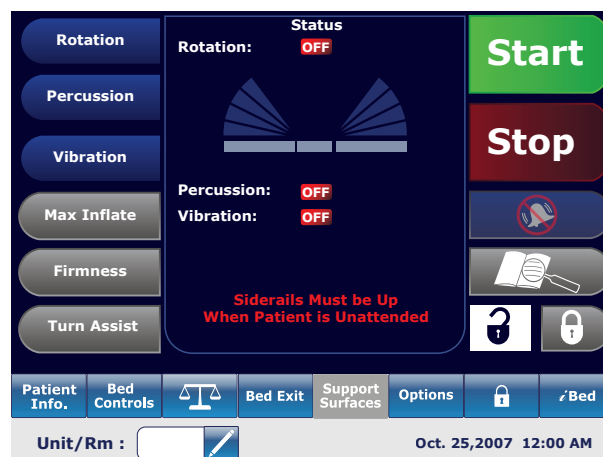 Rotation
Percussion
Vibration
Max Inflate
Firmness
Turn Assist
Status
Rotation: OFF
Percussion: OFF
Vibration: OFF
Siderails Must be Up
When Patient is Unattended
Start
Stop
Patient
Info.
Bed
Controls
Bed Exit
Support
Surfaces
Options
iBed
Unit/Rm :
Oct. 25,2007 12:00 AM